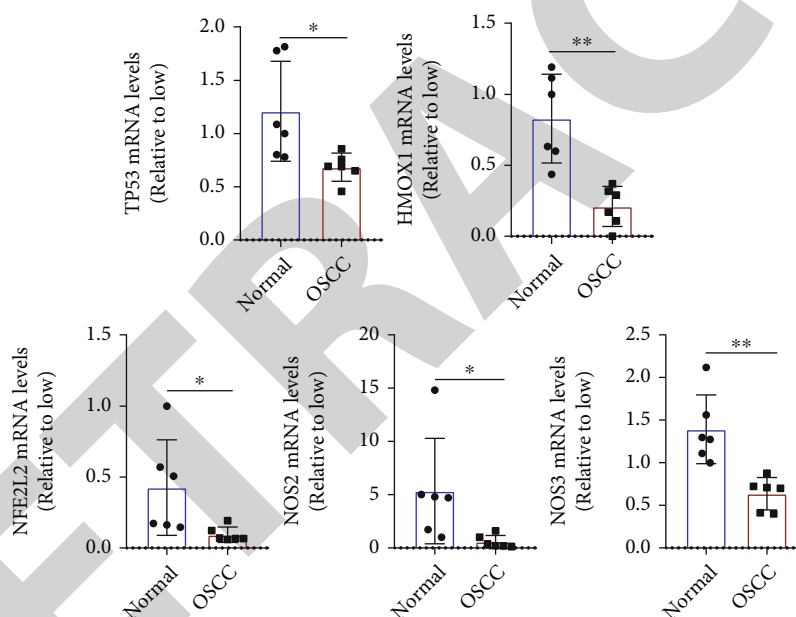 TP53 mRNA levels
(Relative to low)
2.0
1.5
1.0
0.5
0.0
*
Normal
OSCC
HMOX1 mRNA levels
(Relative to low)
1.5
1.0
0.5
0.0
**
Normal
OSCC
NFE2L2 mRNA levels
(Relative to low)
1.5
1.0
0.5
0.0
*
Normal
OSCC
NOS2 mRNA levels
(Relative to low)
20
15
10
5
0
*
Normal
OSCC
NOS3 mRNA levels
(Relative to low)
2.5
2.0
1.5
1.0
0.5
0.0
**
Normal
OSCC
ETRAC